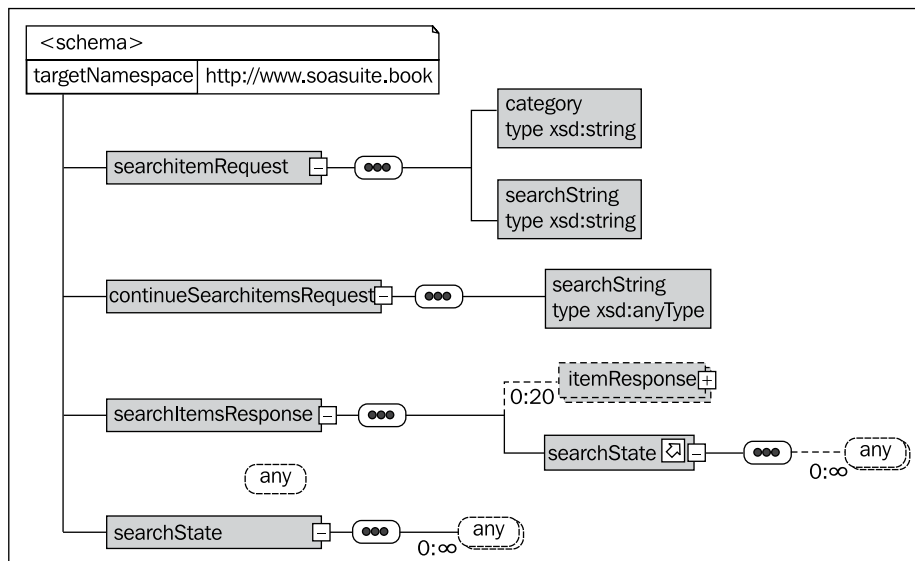 <schema>
targetNamespace http://www.soasuite.book
category
type xsd:string
searchitemRequest
searchString
type xsd:string
continueSearchitemsRequest
searchString
type xsd:anyType
itemResponse
0:20
searchItemsResponse
searchState
any
0:∞
any
searchState
any
0:∞